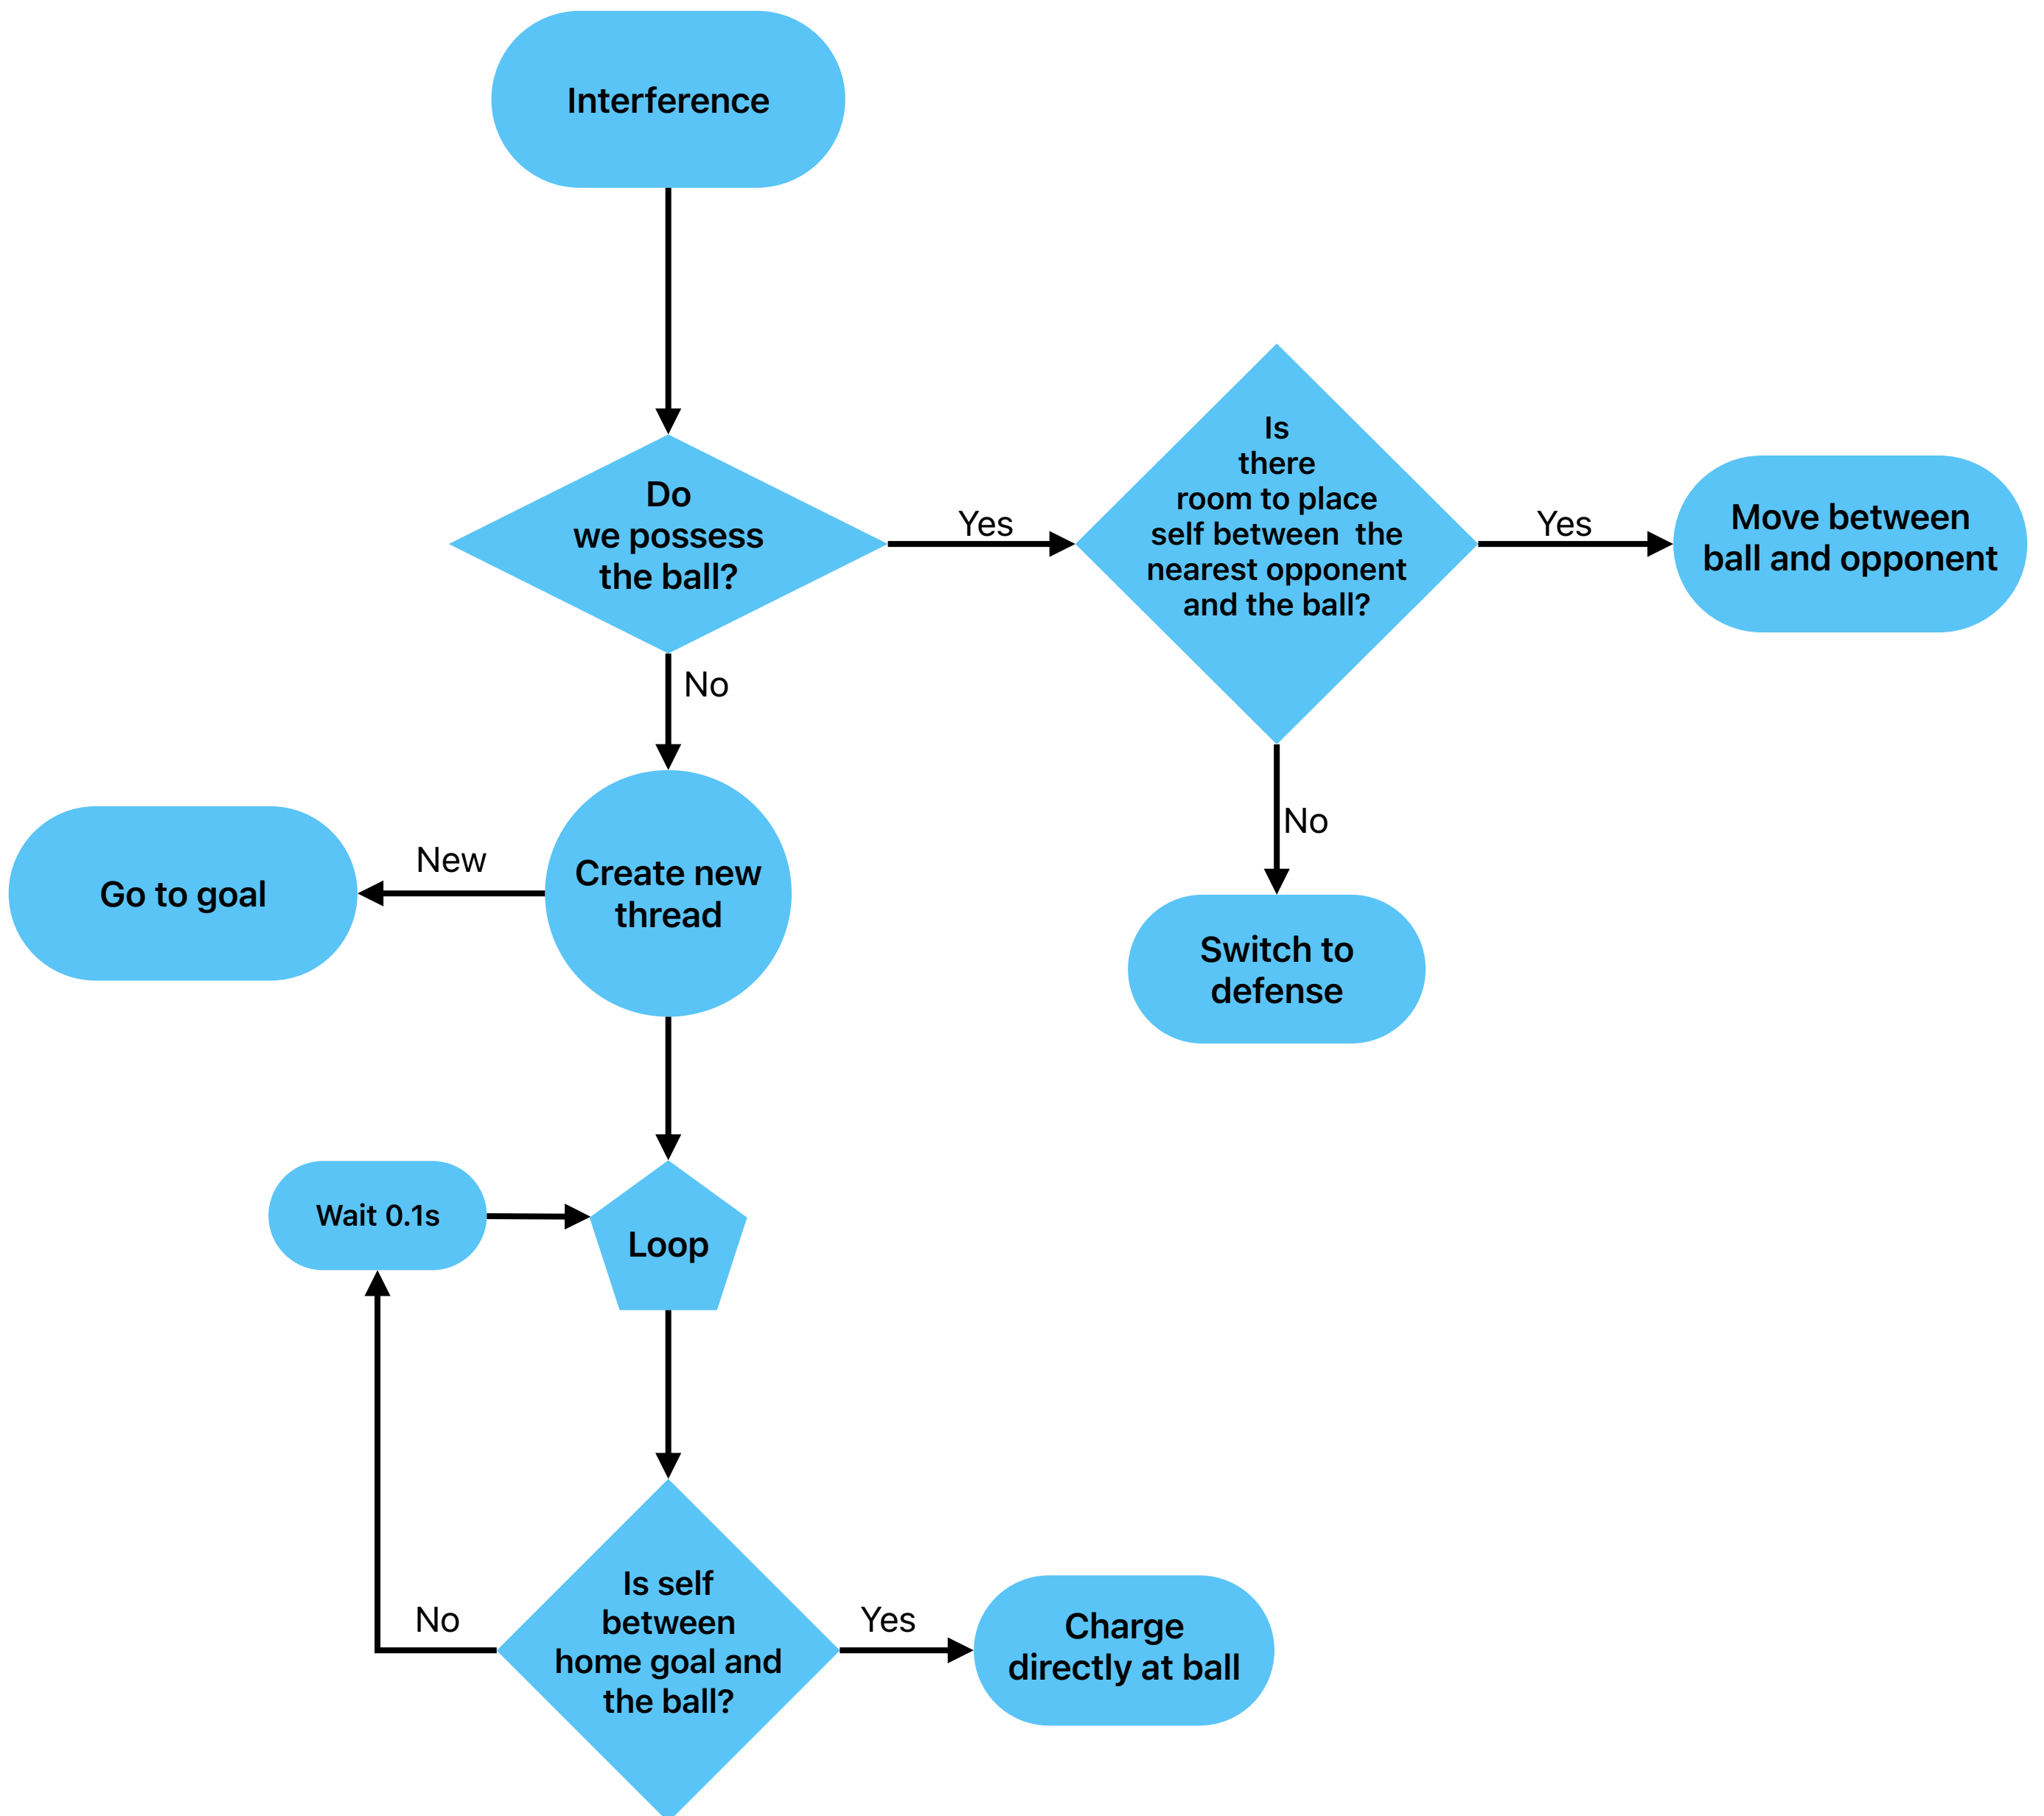 Interference
Do
we possess
the ball?
Yes
Is
there
room to place
self between  the
nearest opponent
and the ball?
Yes
Move between
ball and opponent
No
No
Switch to
defense
Create new
thread
New
Go to goal
Wait 0.1s
Loop
Is self
between
home goal and
the ball?
No
Yes
Charge
directly at ball